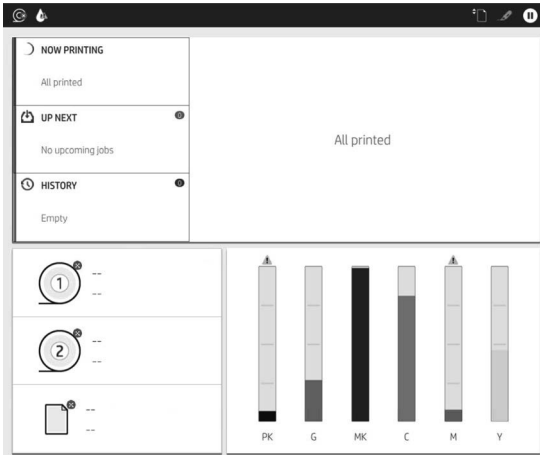 NOW PRINTING
All printed
UP NEXT 0
No upcoming jobs
HISTORY 0
Empty
All printed
1 --
--
2 --
--
--
--
PK G MK C M Y